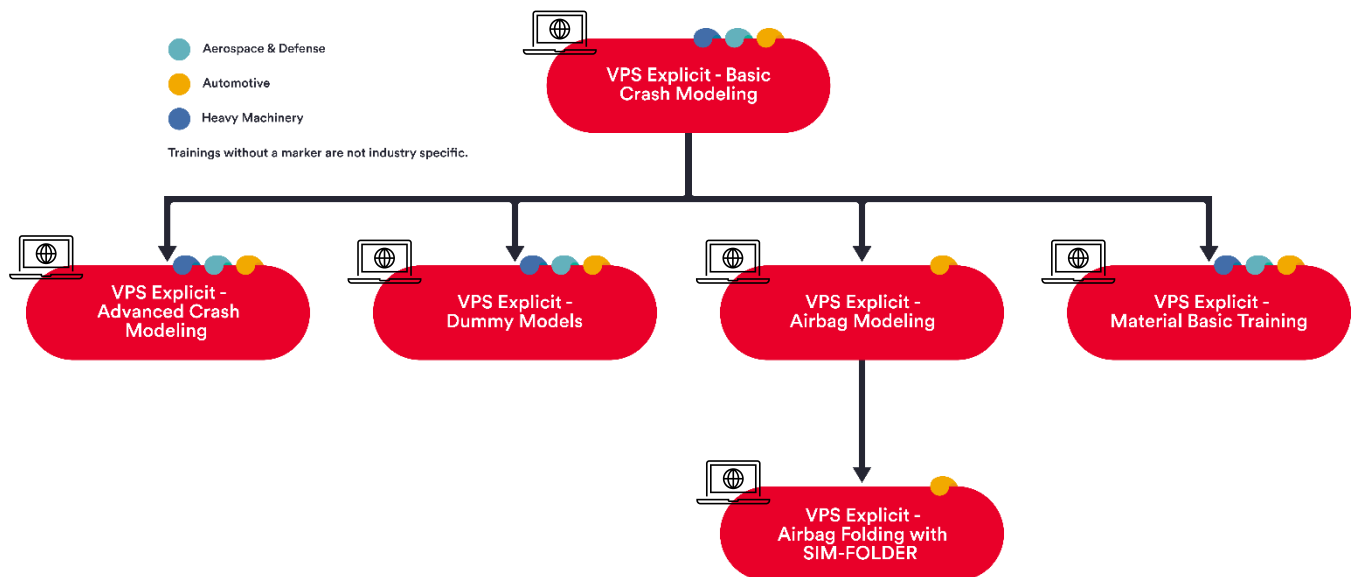 Aerospace & Defense
Automotive
Heavy Machinery
Trainings without a marker are not industry specific.
VPS Explicit - Basic
Crash Modeling
VPS Explicit -
Advanced Crash
Modeling
VPS Explicit -
Dummy Models
VPS Explicit -
Airbag Modeling
VPS Explicit -
Material Basic Training
VPS Explicit -
Airbag Folding with
SIM-FOLDER